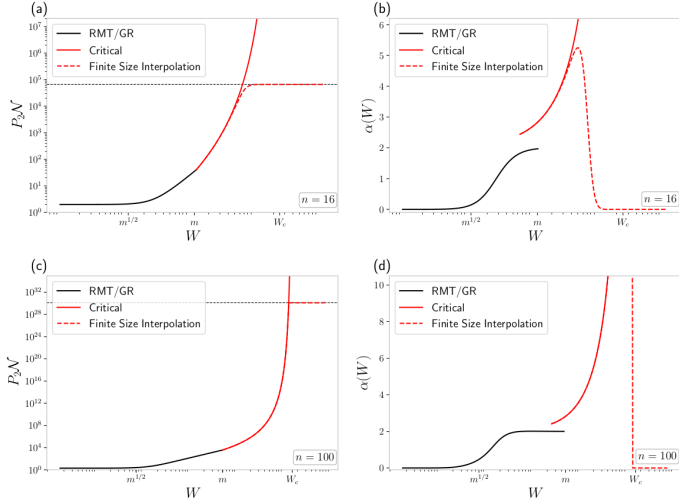 (a)
10^7
10^6
10^5
10^4
10^3
10^2
10^1
10^0
P_2 𝒩
RMT/GR
Critical
Finite Size Interpolation
n = 16
m^{1/2}
m
W_c
W
(b)
6
5
4
3
2
1
0
α(W)
RMT/GR
Critical
Finite Size Interpolation
n = 16
m^{1/2}
m
W_c
W
(c)
10^{32}
10^{28}
10^{24}
10^{20}
10^{16}
10^{12}
10^8
10^4
10^0
P_2 𝒩
RMT/GR
Critical
Finite Size Interpolation
n = 100
m^{1/2}
m
W_c
W
(d)
10
8
6
4
2
0
α(W)
RMT/GR
Critical
Finite Size Interpolation
n = 100
m^{1/2}
m
W_c
W